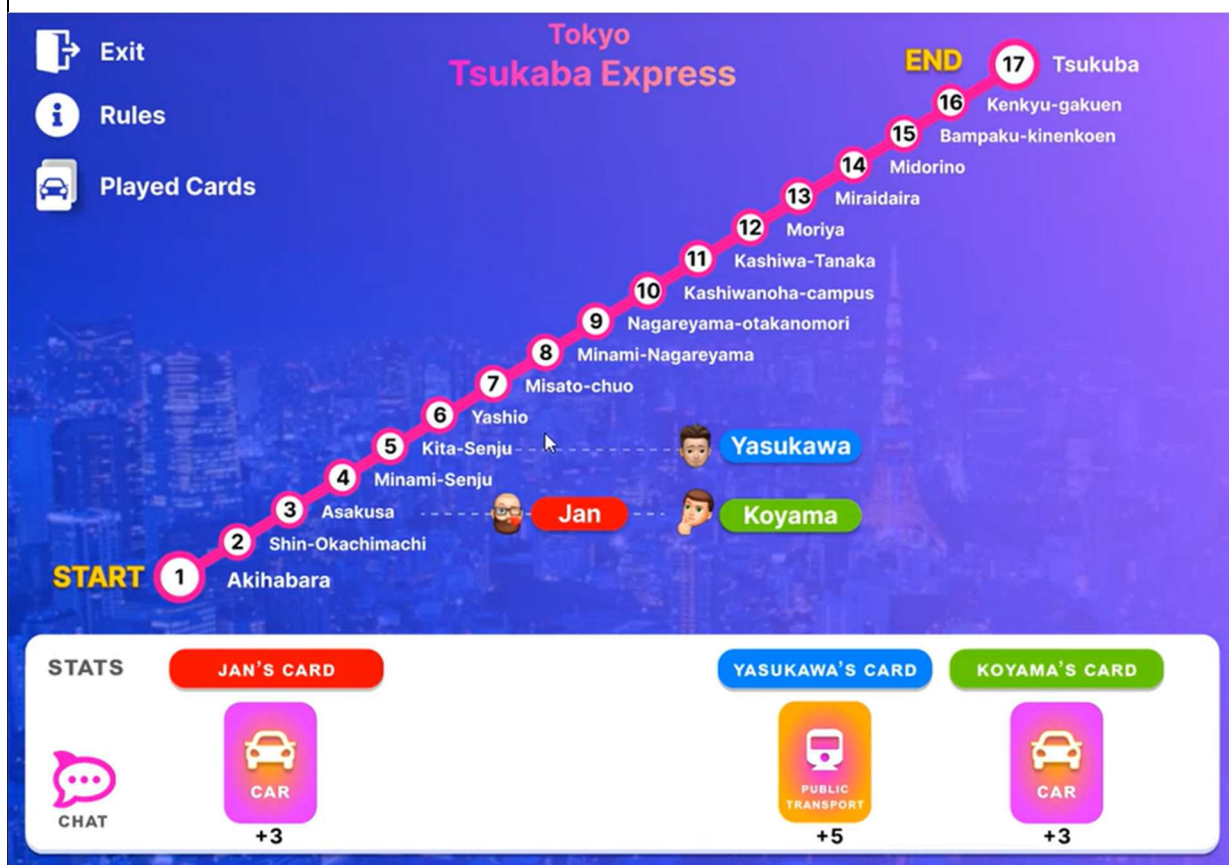 Exit
Rules
Played Cards
Tokyo
Tsukaba Express
END
17 Tsukuba
16 Kenkyu-gakuen
15 Bampaku-kinenkoen
14 Midorino
13 Miraidaira
12 Moriya
11 Kashiwa-Tanaka
10 Kashiwanoha-campus
9 Nagareyama-otakanomori
8 Minami-Nagareyama
7 Misato-chuo
6 Yashio
5 Kita-Senju
Yasukawa
4 Minami-Senju
3 Asakusa
Jan
Koyama
2 Shin-Okachimachi
START
1 Akihabara
STATS
JAN'S CARD
YASUKAWA'S CARD
KOYAMA'S CARD
CAR
PUBLIC
TRANSPORT
CAR
CHAT
+3
+5
+3